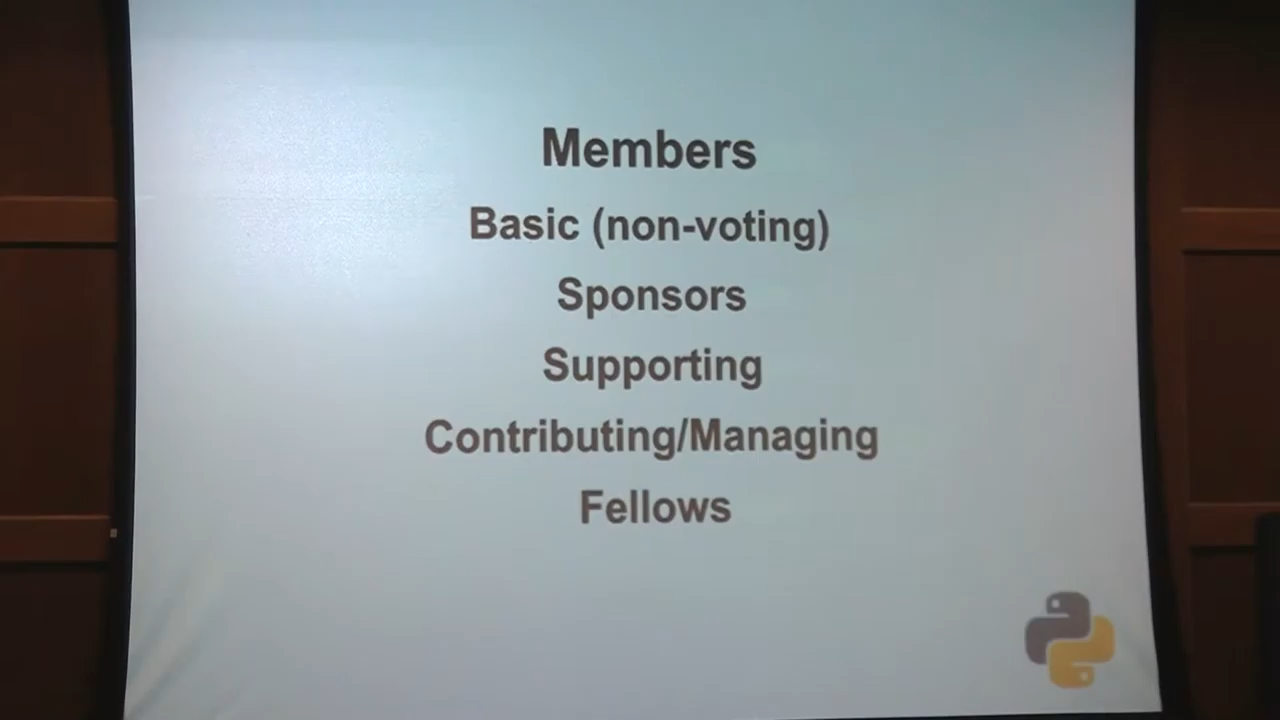 Members
Basic (non-voting)
Sponsors
Supporting
Contributing/Managing
Fellows